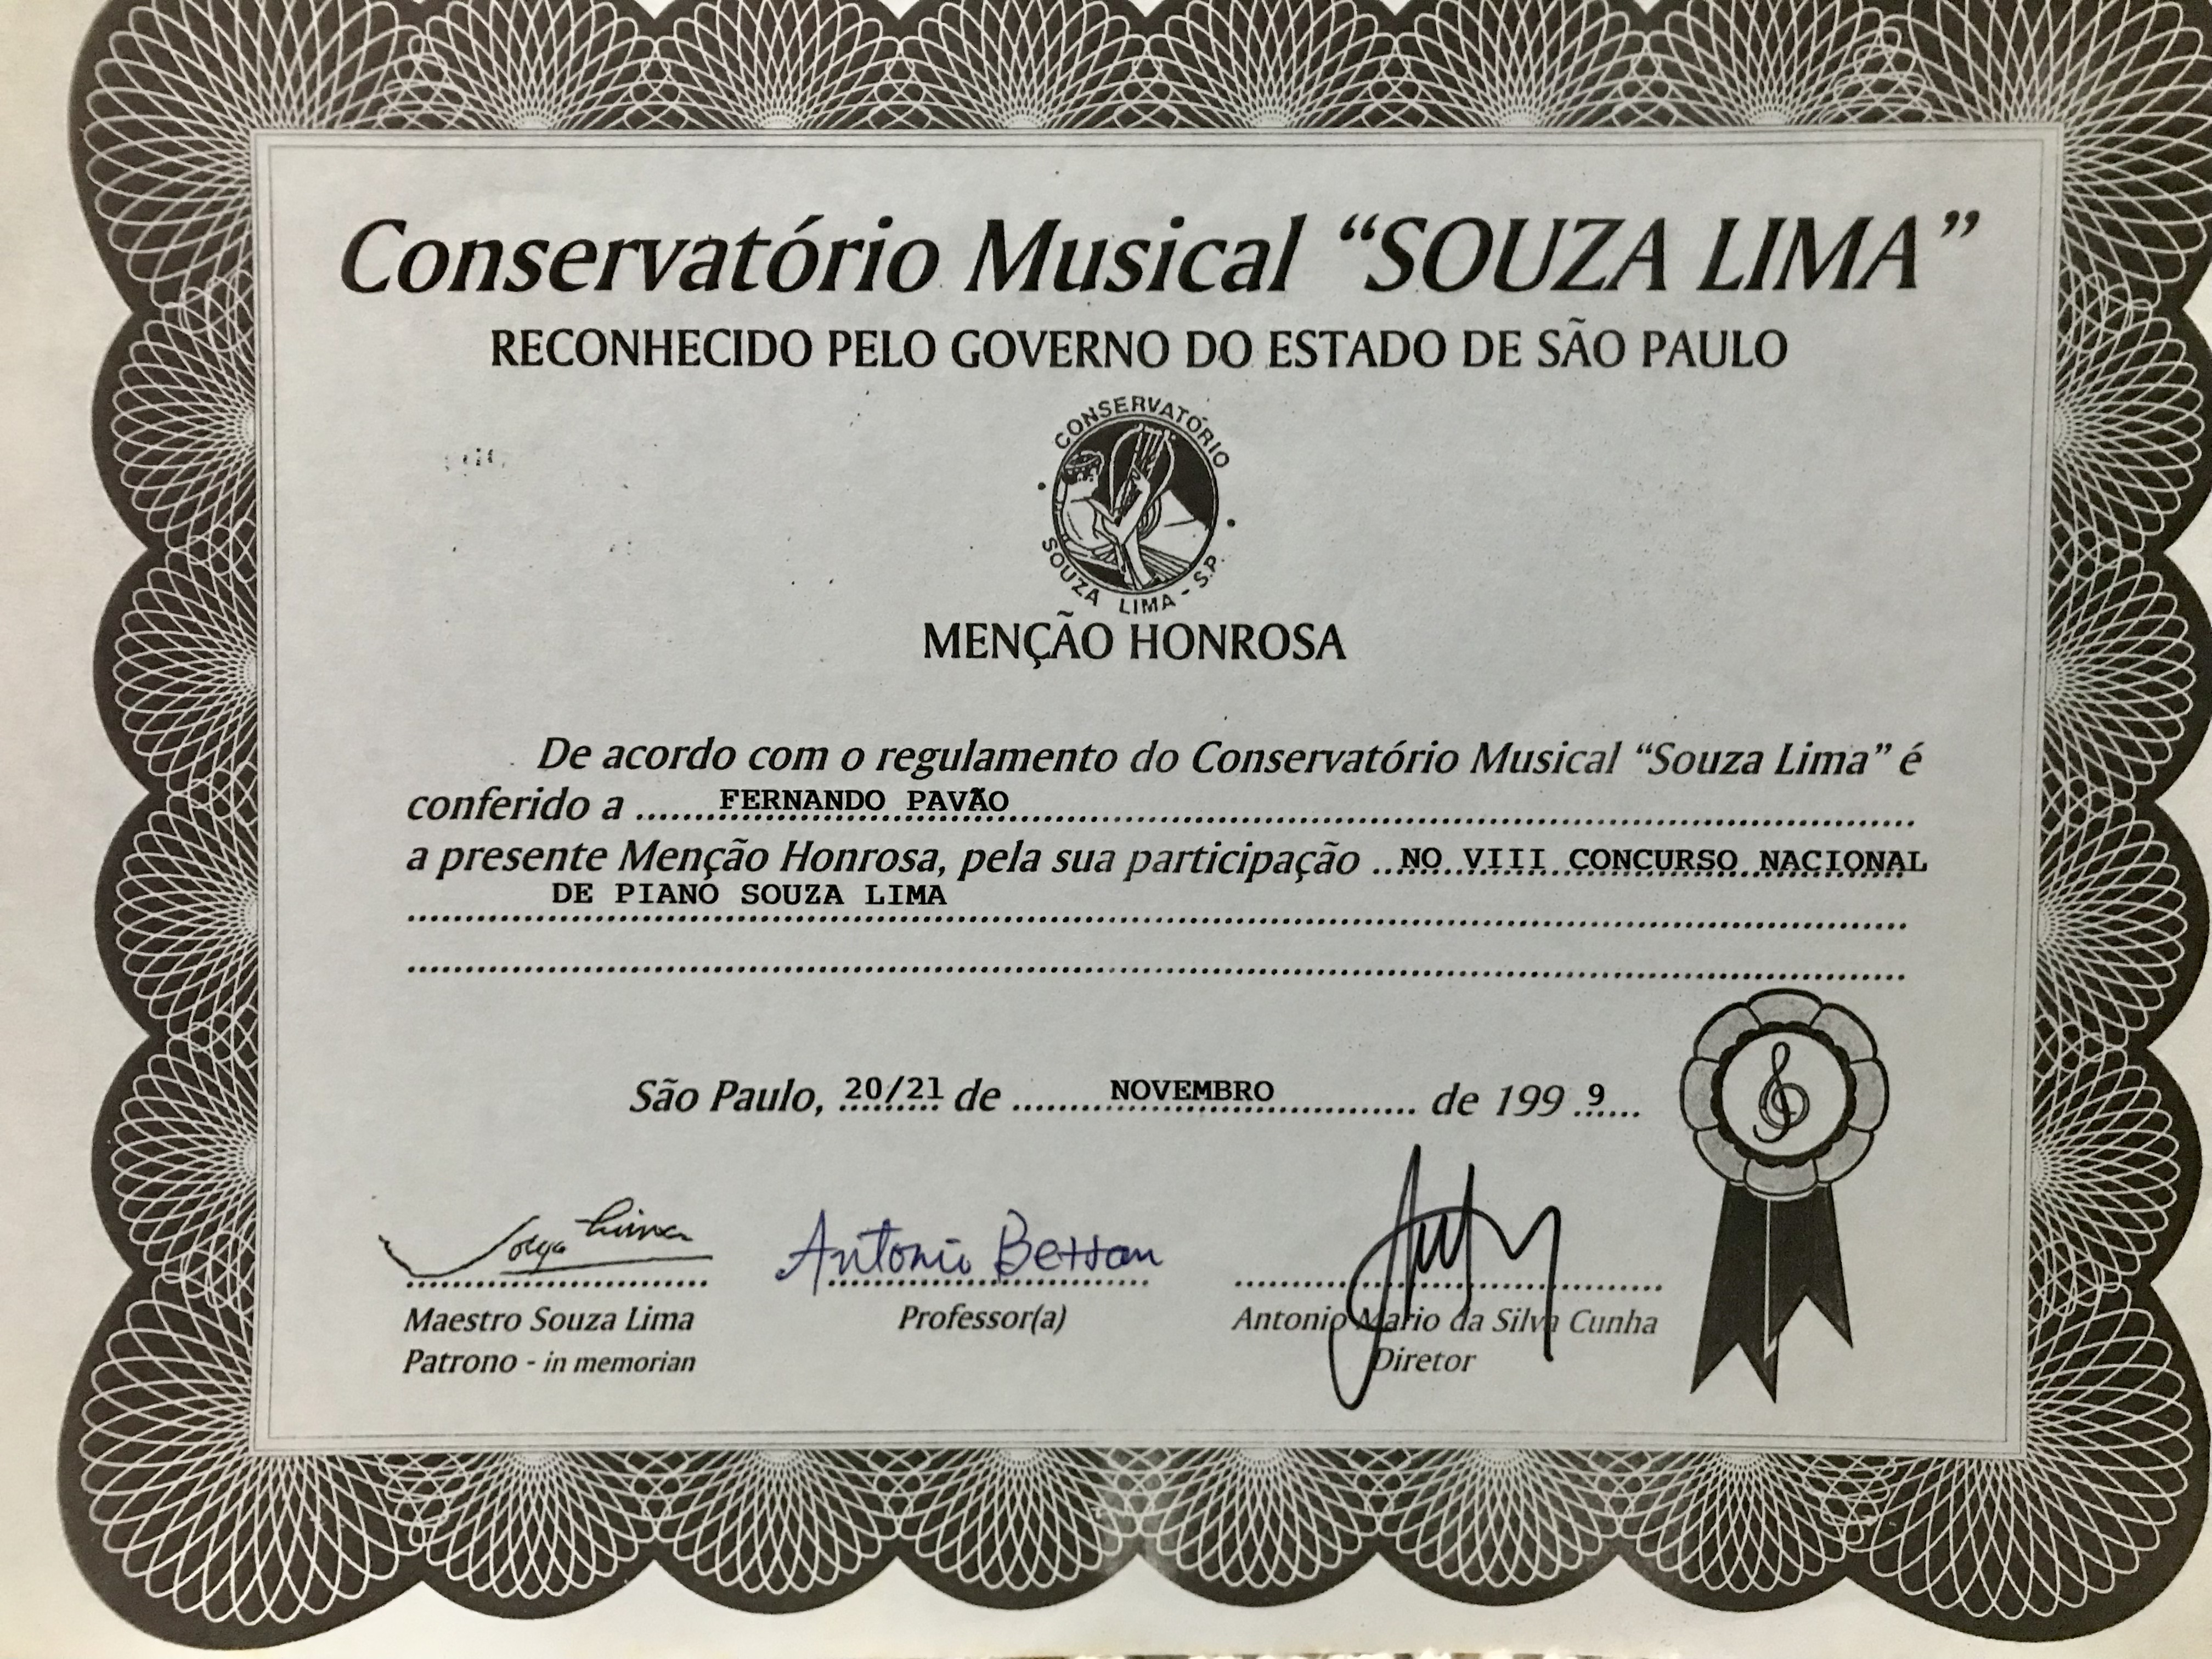 Conservatório Musical “SOUZA LIMA”
RECONHECIDO PELO GOVERNO DO ESTADO DE SÃO PAULO
CONSERVATÓRIO
SOUZA LIMA - S.P.
MENÇÃO HONROSA
De acordo com o regulamento do Conservatório Musical “Souza Lima” é
conferido a ...... FERNANDO PAVÃO
a presente Menção Honrosa, pela sua participação .. NO VIII CONCURSO NACIONAL
DE PIANO SOUZA LIMA
São Paulo, 20/21 de ........ NOVEMBRO ........ de 199 9...
Souza Lima Antonio Bezzan
Maestro Souza Lima Professor(a) Antonio Mario da Silva Cunha
Patrono - in memorian Diretor